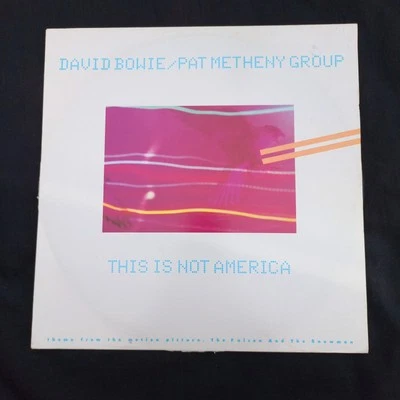 DAVID BOWIE/PAT METHENY GROUP
THIS IS NOT AMERICA
theme from the motion picture, The Falcon And The Snowman